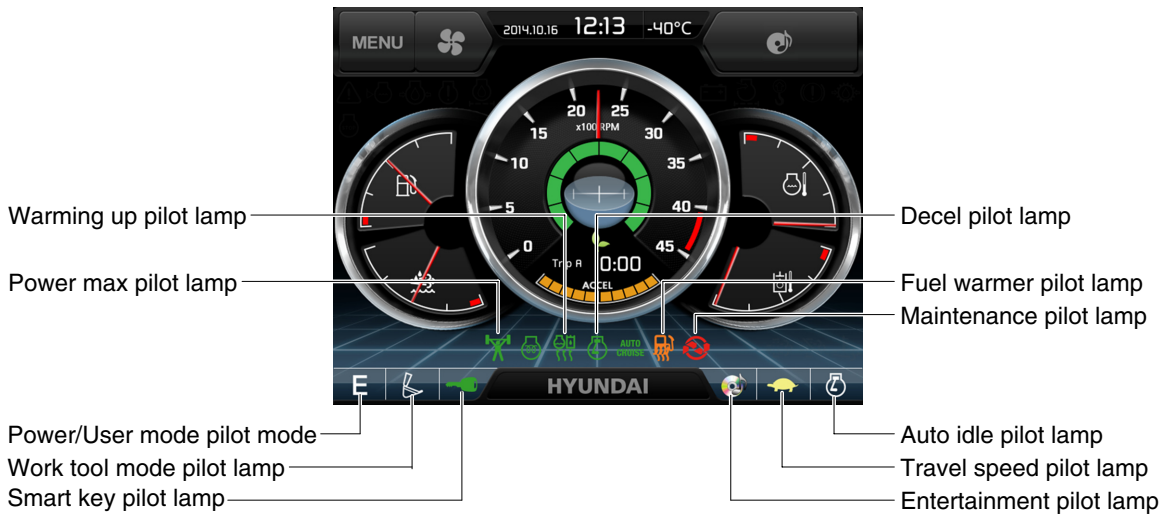 MENU
2014.10.16 12:13 -40°C
20 25
x100 RPM
15 30
10 35
5 40
0 45
Trip A 0:00
ACCEL
AUTO
CRUISE
E
HYUNDAI
Warming up pilot lamp
Power max pilot lamp
Power/User mode pilot mode
Work tool mode pilot lamp
Smart key pilot lamp
Decel pilot lamp
Fuel warmer pilot lamp
Maintenance pilot lamp
Auto idle pilot lamp
Travel speed pilot lamp
Entertainment pilot lamp